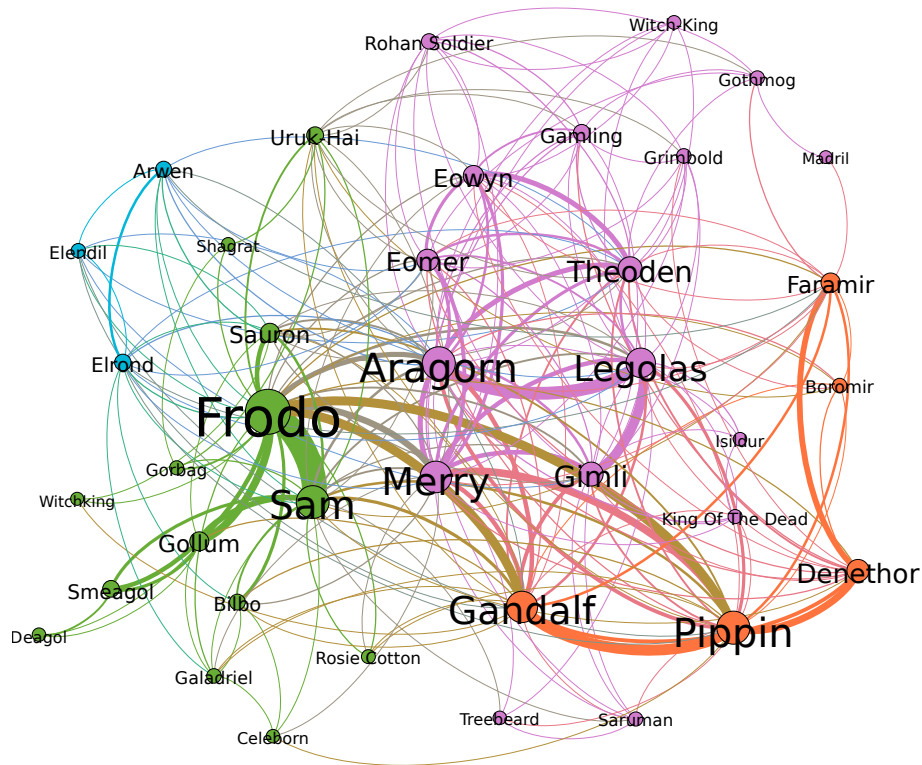 Witch-King
Rohan Soldier
Gothmog
Uruk-Hai
Gamling
Grimbold
Madril
Arwen
Eowyn
Elendil
Shagrat
Eomer
Theoden
Faramir
Sauron
Elrond
Aragorn
Legolas
Boromir
Frodo
Isildur
Gorbag
Merry
Gimli
Witchking
Sam
King Of The Dead
Gollum
Denethor
Smeagol
Bilbo
Gandalf
Pippin
Deagol
Rosie Cotton
Galadriel
Treebeard
Saruman
Celeborn